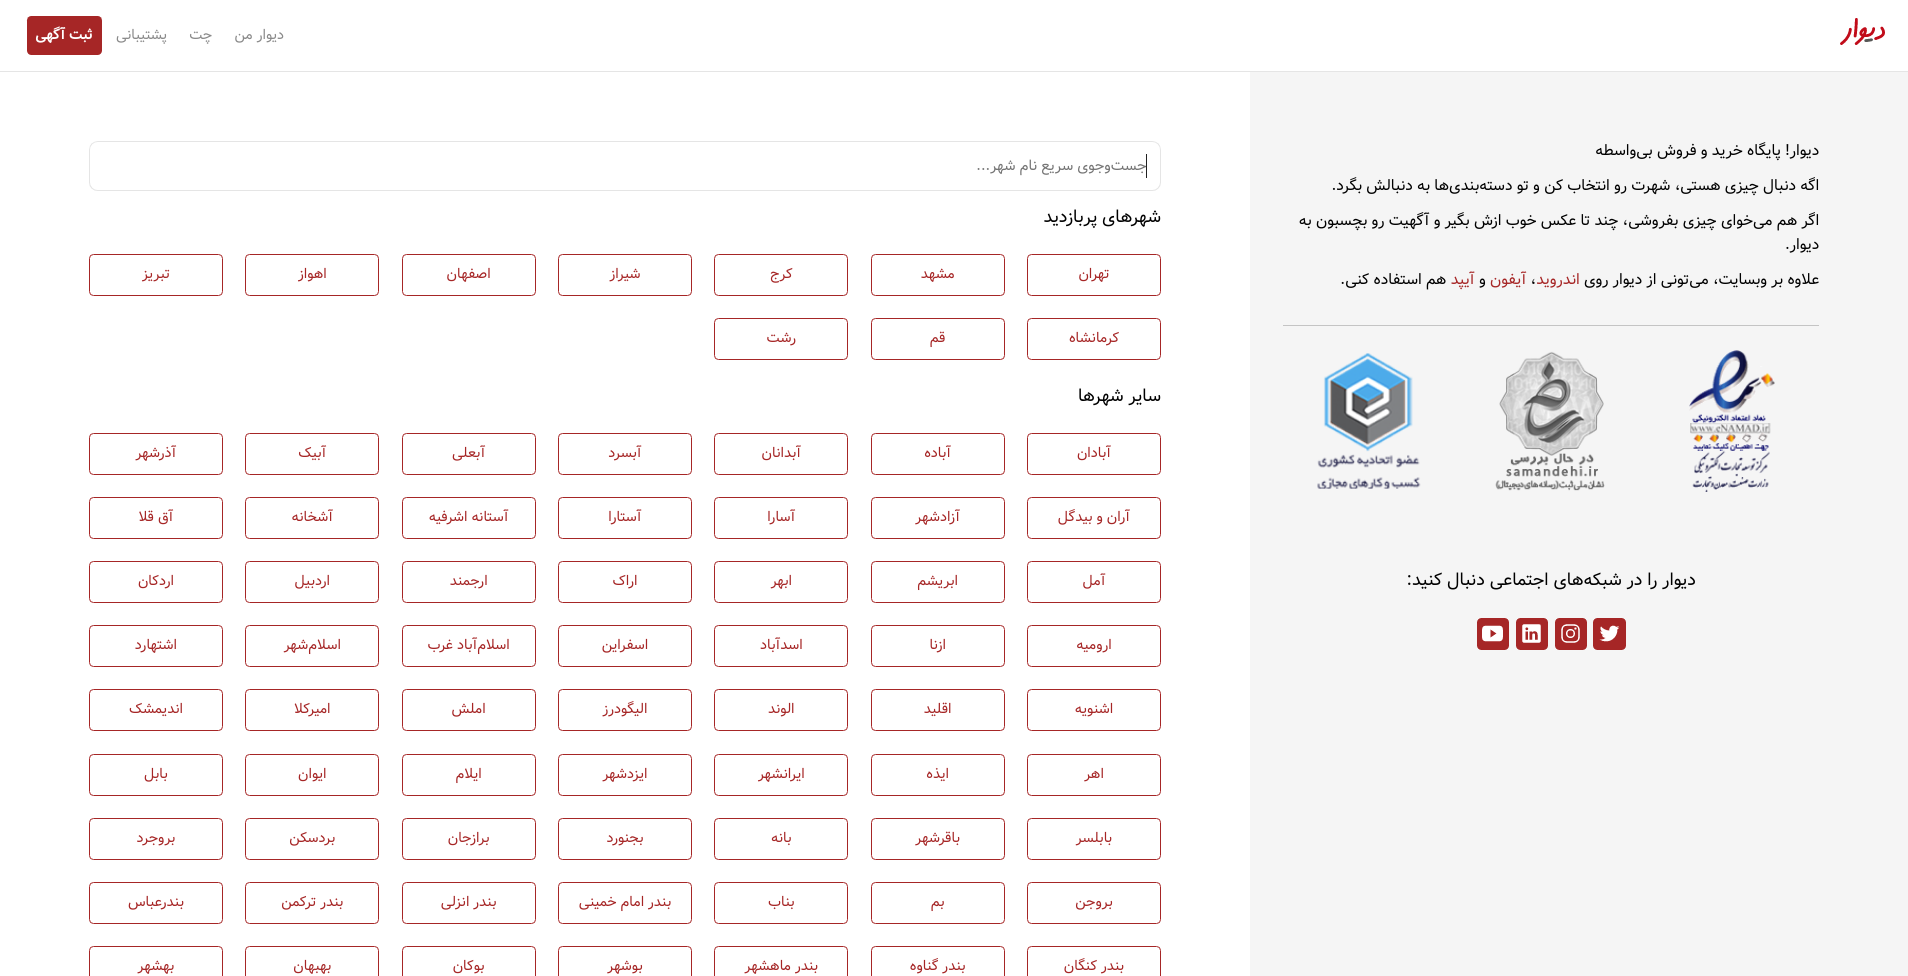 دیوار
دیوار من
چت
پشتیبانی
ثبت آگهی
دیوار! پایگاه خرید و فروش بی‌واسطه
اگه دنبال چیزی هستی، شهرت رو انتخاب کن و تو دسته‌بندی‌ها به دنبالش بگرد.
اگر هم می‌خوای چیزی بفروشی، چند تا عکس خوب ازش بگیر و آگهیت رو بچسبون به
دیوار.
علاوه بر وبسایت، می‌تونی از دیوار روی اندروید، آیفون و آیپد هم استفاده کنی.
نماد اعتماد الکترونیکی
www.eNAMAD.ir
جهت اطمینان کلیک نمایید
مرکز توسعه تجارت الکترونیکی
وزارت صنعت، معدن و تجارت
در حال بررسی
samandehi.ir
نشان ملی ثبت (رسانه‌های دیجیتال)
عضو اتحادیه کشوری
کسب و کارهای مجازی
دیوار را در شبکه‌های اجتماعی دنبال کنید:
جست‌وجوی سریع نام شهر...
شهرهای پربازدید
تهران مشهد کرج شیراز اصفهان اهواز تبریز
کرمانشاه قم رشت
سایر شهرها
آبادان آباده آبدانان آبسرد آبعلی آبیک آذرشهر
آران و بیدگل آزادشهر آسارا آستارا آستانه اشرفیه آشخانه آق قلا
آمل ابریشم ابهر اراک ارجمند اردبیل اردکان
ارومیه ازنا اسدآباد اسفراین اسلام‌آباد غرب اسلام‌شهر اشتهارد
اشنویه اقلید الوند الیگودرز املش امیرکلا اندیمشک
اهر ایذه ایرانشهر ایزدشهر ایلام ایوان بابل
بابلسر باقرشهر بانه بجنورد برازجان بردسکن بروجرد
بروجن بم بناب بندر امام خمینی بندر انزلی بندر ترکمن بندرعباس
بندر کنگان بندر گناوه بندر ماهشهر بوشهر بوکان بهبهان بهشهر